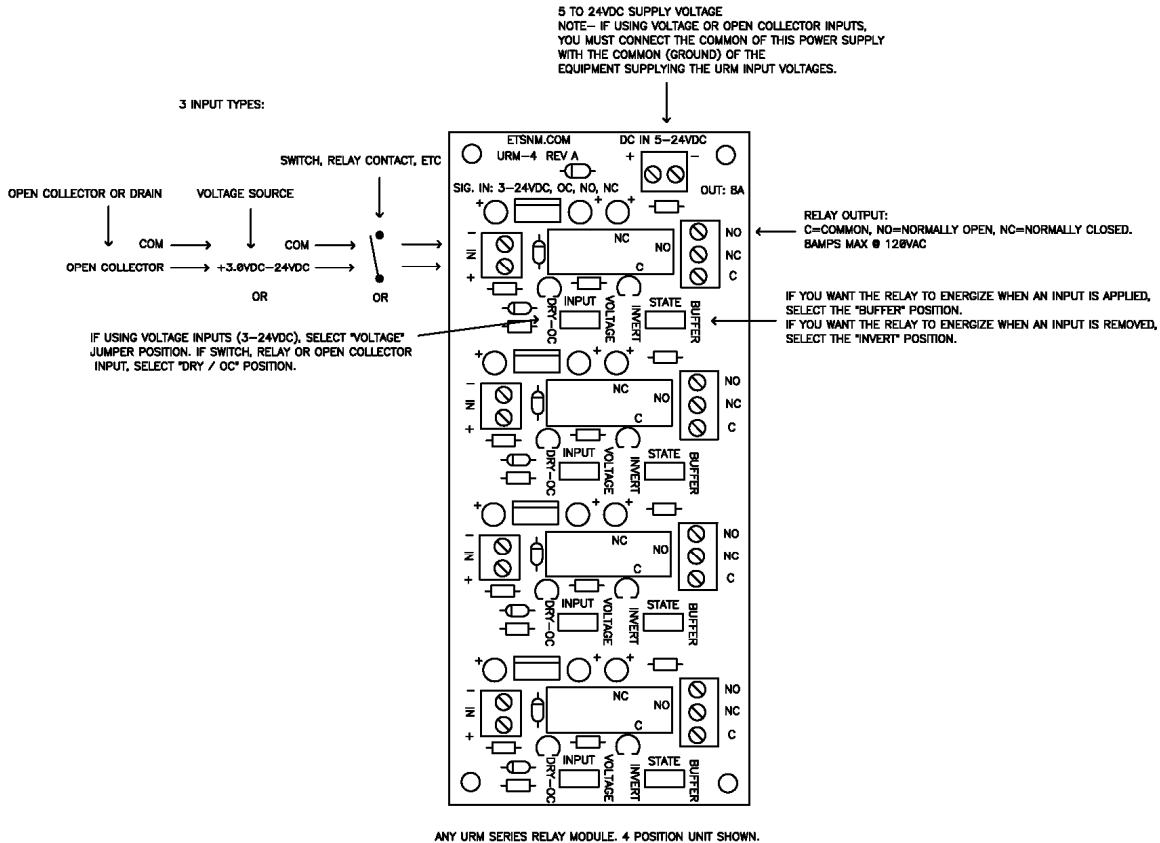 5 TO 24VDC SUPPLY VOLTAGE
NOTE- IF USING VOLTAGE OR OPEN COLLECTOR INPUTS,
YOU MUST CONNECT THE COMMON OF THIS POWER SUPPLY
WITH THE COMMON (GROUND) OF THE
EQUIPMENT SUPPLYING THE URM INPUT VOLTAGES.
3 INPUT TYPES:
SWITCH, RELAY CONTACT, ETC
OPEN COLLECTOR OR DRAIN
VOLTAGE SOURCE
COM
COM
OPEN COLLECTOR
+3.0VDC-24VDC
OR
OR
IF USING VOLTAGE INPUTS (3-24VDC), SELECT "VOLTAGE"
JUMPER POSITION. IF SWITCH, RELAY OR OPEN COLLECTOR
INPUT, SELECT "DRY / OC" POSITION.
ETSNM.COM
URM-4 REV A
DC IN 5-24VDC
+ -
SIG. IN: 3-24VDC, OC, NO, NC
OUT: 8A
+ + +
- IN +
NC
NO
C
NO
NC
C
DRY-OC
INPUT
VOLTAGE
INVERT
STATE
BUFFER
RELAY OUTPUT:
C=COMMON, NO=NORMALLY OPEN, NC=NORMALLY CLOSED.
8AMPS MAX @ 120VAC
IF YOU WANT THE RELAY TO ENERGIZE WHEN AN INPUT IS APPLIED,
SELECT THE "BUFFER" POSITION.
IF YOU WANT THE RELAY TO ENERGIZE WHEN AN INPUT IS REMOVED,
SELECT THE "INVERT" POSITION.
+ + +
- IN +
NC
NO
C
NO
NC
C
DRY-OC
INPUT
VOLTAGE
INVERT
STATE
BUFFER
+ + +
- IN +
NC
NO
C
NO
NC
C
DRY-OC
INPUT
VOLTAGE
INVERT
STATE
BUFFER
+ + +
- IN +
NC
NO
C
NO
NC
C
DRY-OC
INPUT
VOLTAGE
INVERT
STATE
BUFFER
ANY URM SERIES RELAY MODULE. 4 POSITION UNIT SHOWN.